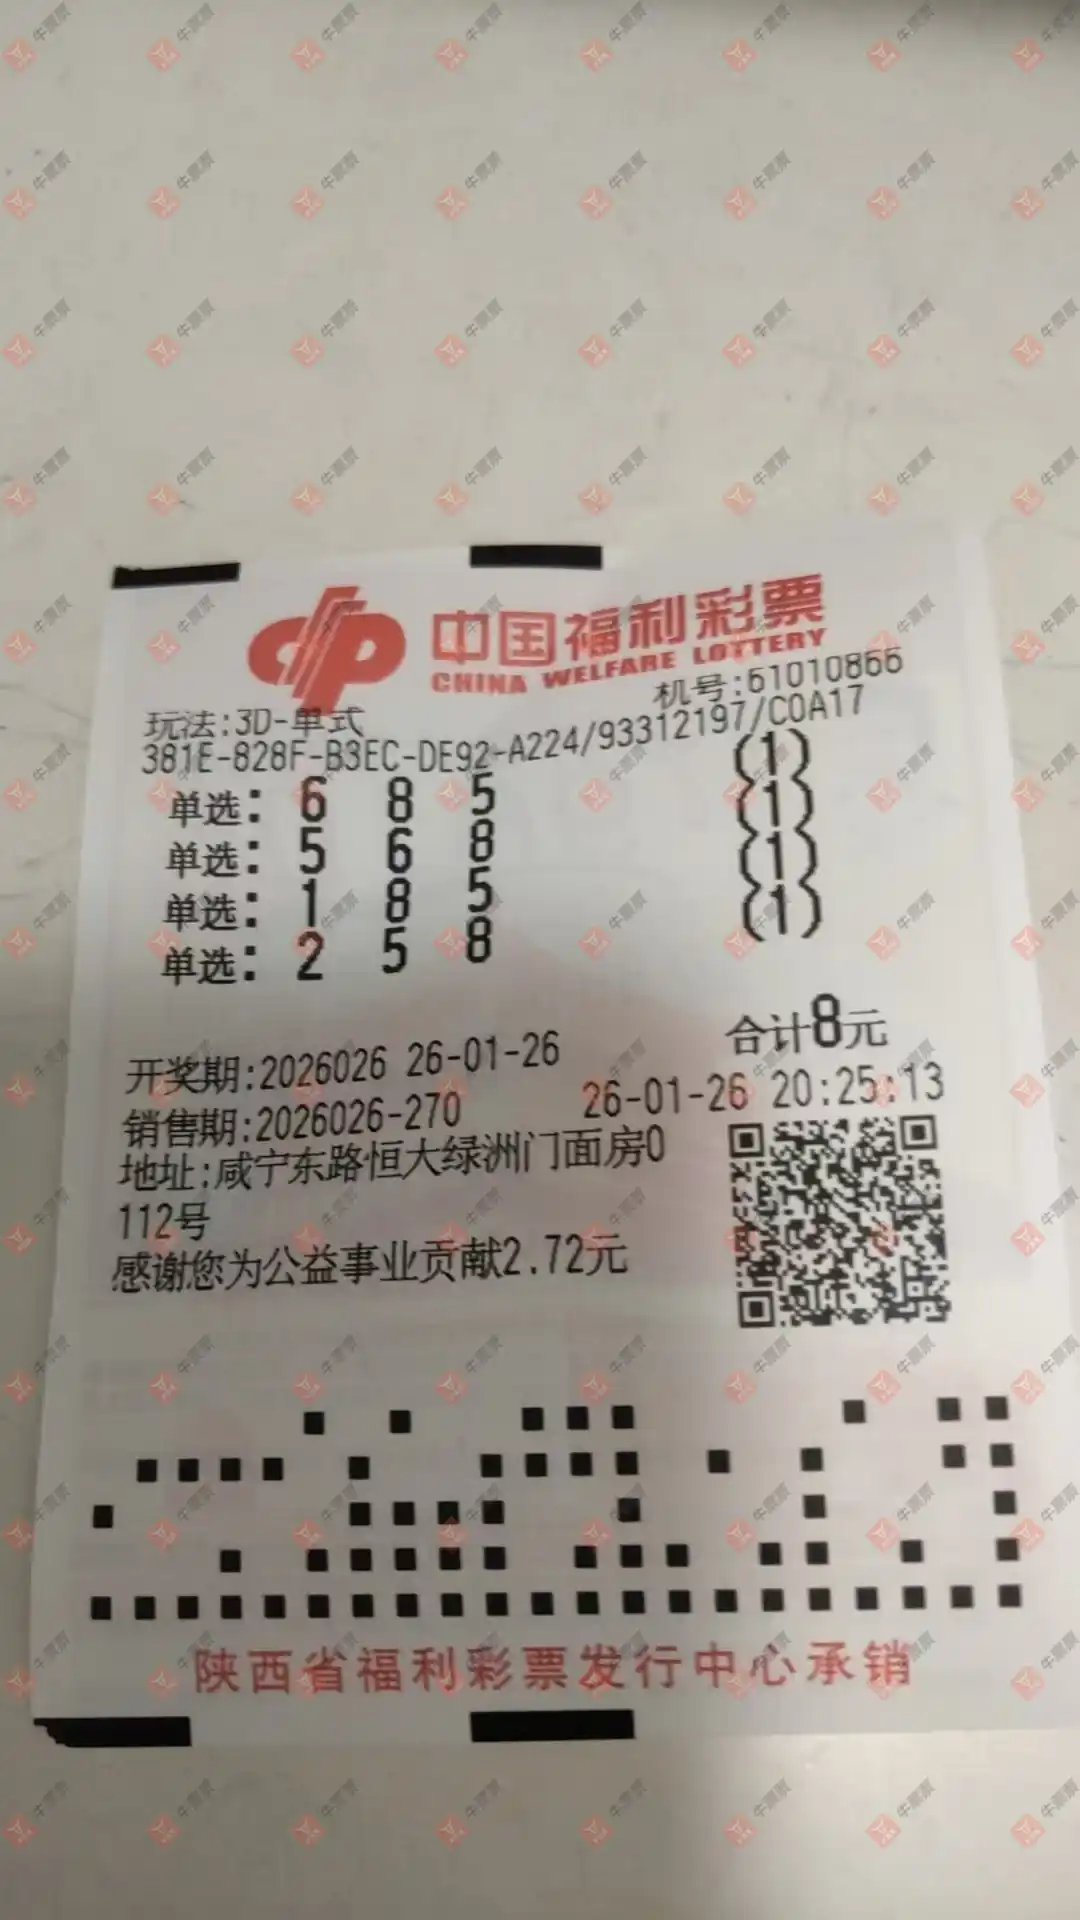 中国福利彩票
CHINA WELFARE LOTTERY
机号:61010866
玩法:3D-单式
381E-828F-B3EC-DE92-A224/93312197/C0A17
单选: 6 8 5 (1)
单选: 5 6 8 (1)
单选: 1 8 5 (1)
单选: 2 5 8 (1)
合计8元
开奖期:2026026 26-01-26
销售期:2026026-270 26-01-26 20:25:13
地址:咸宁东路恒大绿洲门面房0
112号
感谢您为公益事业贡献2.72元
陕西省福利彩票发行中心承销
牛票票